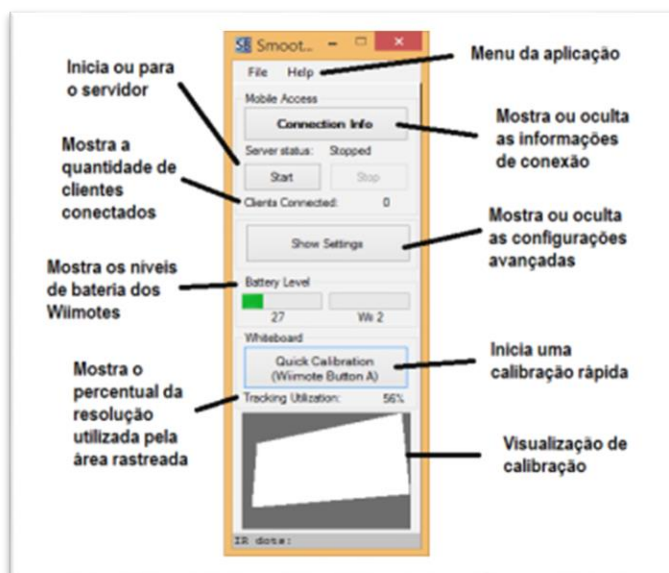 SB Smoot...
Menu da aplicação
Inicia ou para
o servidor
File Help
Mobile Access
Connection Info
Mostra ou oculta
as informações
de conexão
Mostra a
quantidade de
clientes
conectados
Server status: Stopped
Start Stop
Clients Connected: 0
Show Settings
Mostra ou oculta
as configurações
avançadas
Mostra os níveis
de bateria dos
Wiimotes
Battery Level
27 Wii 2
Whiteboard
Quick Calibration
(Wiimote Button A)
Inicia uma
calibração rápida
Mostra o
percentual da
resolução
utilizada pela
área rastreada
Tracking Utilization: 56%
Visualização de
calibração
IR dots: